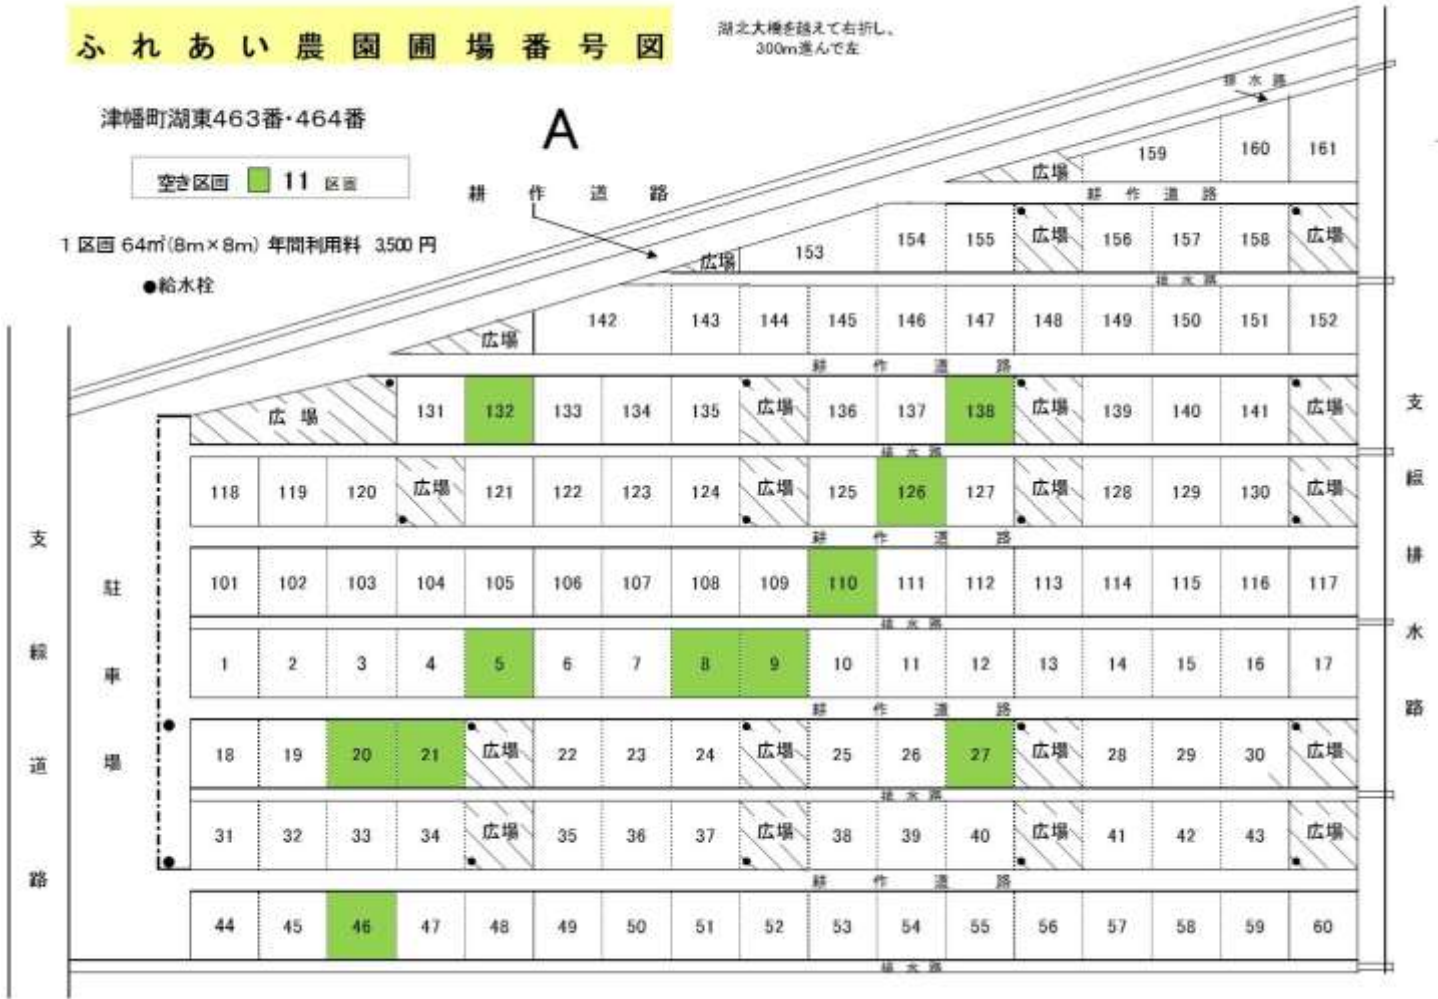 ふれあい農園圃場番号図
湖北大橋を越えて右折し、
300m進んで左
津幡町湖東463番・464番
A
空き区画 11 区画
1区画 64㎡(8m×8m) 年間利用料 3,500円
●給水栓
耕作道路
排水路
159 160 161
広場
耕作道路
153 154 155 広場 156 157 158 広場
広場
排水路
142 143 144 145 146 147 148 149 150 151 152
広場
耕作道路
広場 131 132 133 134 135 広場 136 137 138 広場 139 140 141 広場
排水路
118 119 120 広場 121 122 123 124 広場 125 126 127 広場 128 129 130 広場
耕作道路
101 102 103 104 105 106 107 108 109 110 111 112 113 114 115 116 117
排水路
1 2 3 4 5 6 7 8 9 10 11 12 13 14 15 16 17
耕作道路
18 19 20 21 広場 22 23 24 広場 25 26 27 広場 28 29 30 広場
排水路
31 32 33 34 広場 35 36 37 広場 38 39 40 広場 41 42 43 広場
耕作道路
44 45 46 47 48 49 50 51 52 53 54 55 56 57 58 59 60
排水路
支線道路
駐車場
支線排水路